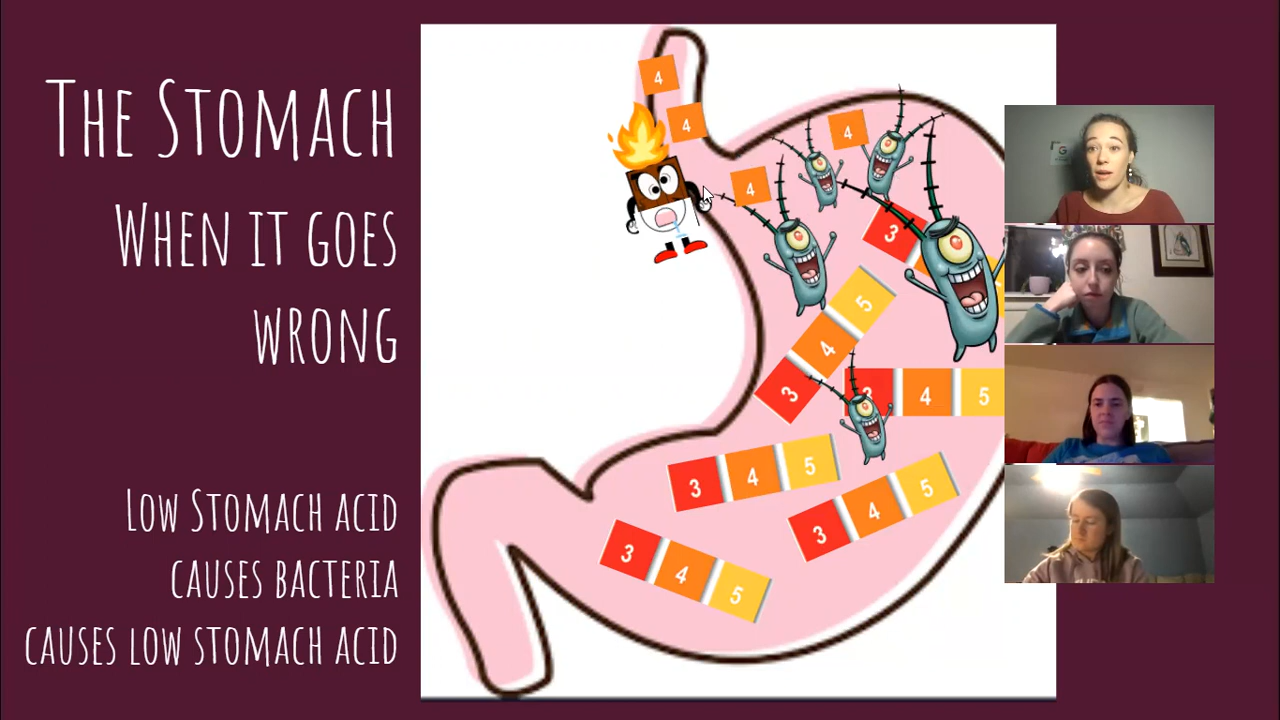 The Stomach
When it goes
wrong
Low Stomach acid
causes bacteria
causes low stomach acid
4
4
4
4
3
3 4 5
3 4 5
3 4 5
3 4 5
3 4 5
G